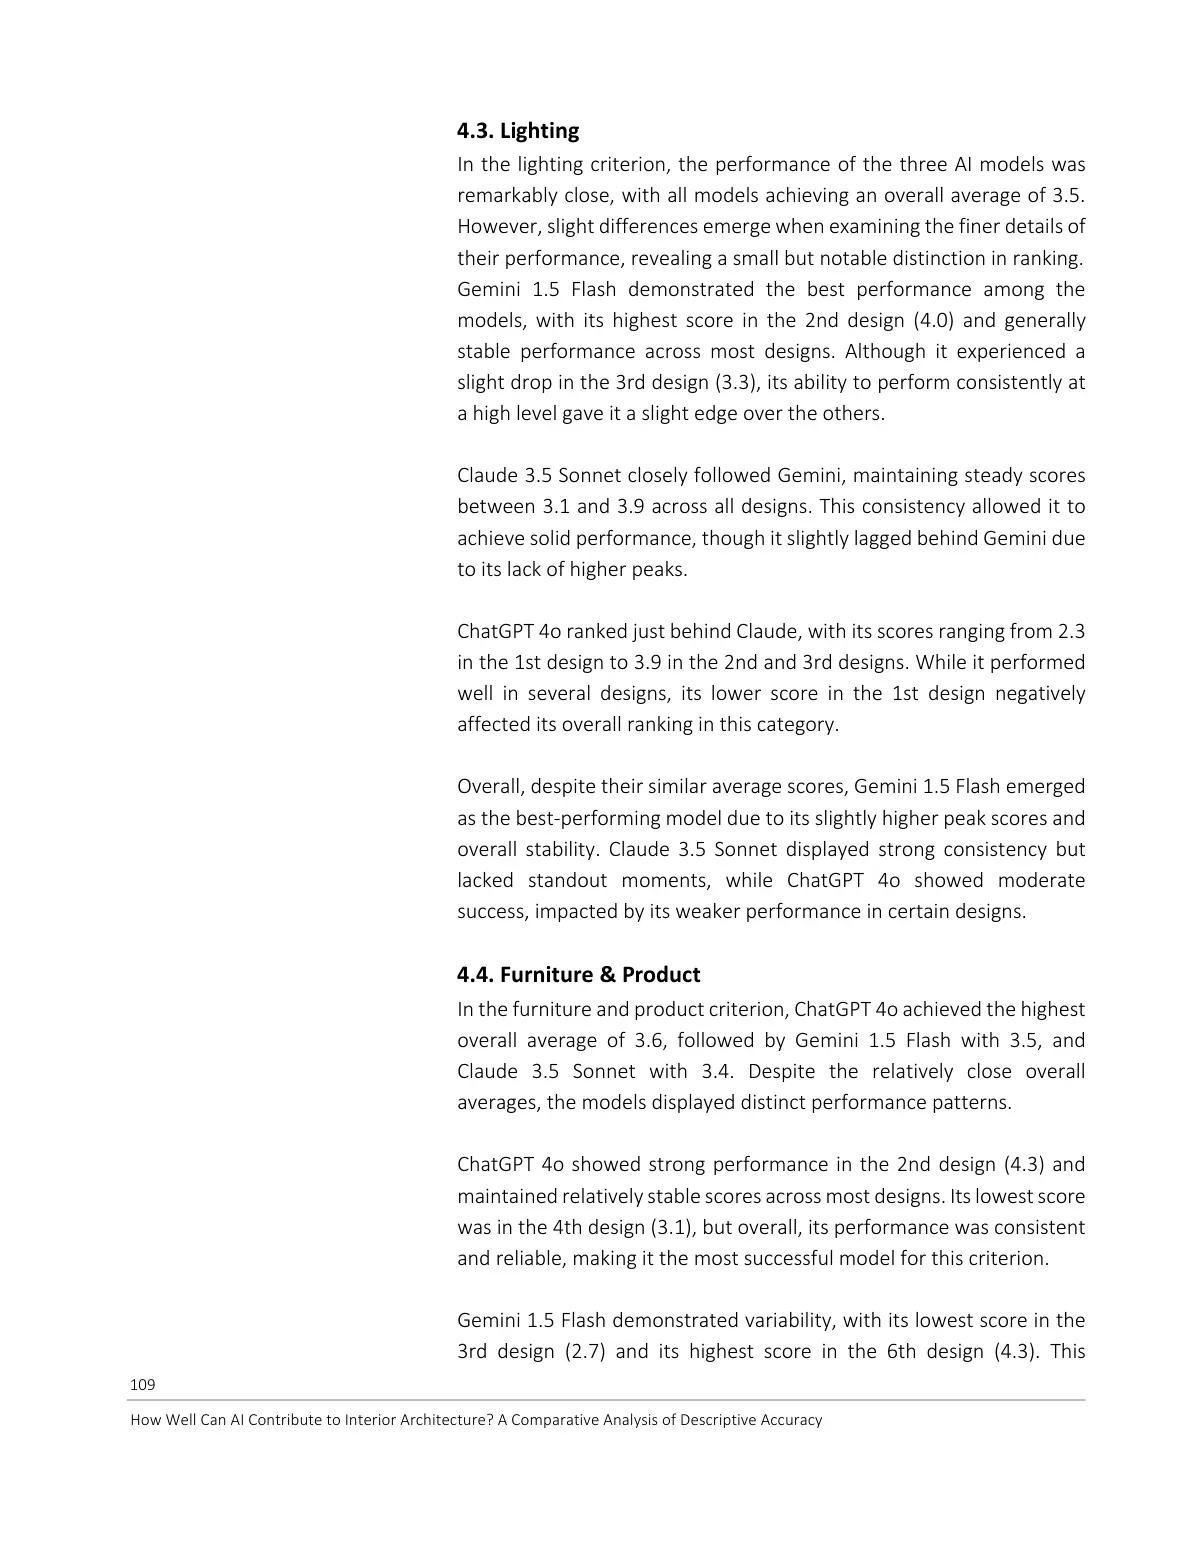 4.3. Lighting
In the lighting criterion, the performance of the three AI models was
remarkably close, with all models achieving an overall average of 3.5.
However, slight differences emerge when examining the finer details of
their performance, revealing a small but notable distinction in ranking.
Gemini 1.5 Flash demonstrated the best performance among the
models, with its highest score in the 2nd design (4.0) and generally
stable performance across most designs. Although it experienced a
slight drop in the 3rd design (3.3), its ability to perform consistently at
a high level gave it a slight edge over the others.
Claude 3.5 Sonnet closely followed Gemini, maintaining steady scores
between 3.1 and 3.9 across all designs. This consistency allowed it to
achieve solid performance, though it slightly lagged behind Gemini due
to its lack of higher peaks.
ChatGPT 4o ranked just behind Claude, with its scores ranging from 2.3
in the 1st design to 3.9 in the 2nd and 3rd designs. While it performed
well in several designs, its lower score in the 1st design negatively
affected its overall ranking in this category.
Overall, despite their similar average scores, Gemini 1.5 Flash emerged
as the best-performing model due to its slightly higher peak scores and
overall stability. Claude 3.5 Sonnet displayed strong consistency but
lacked standout moments, while ChatGPT 4o showed moderate
success, impacted by its weaker performance in certain designs.
4.4. Furniture & Product
In the furniture and product criterion, ChatGPT 4o achieved the highest
overall average of 3.6, followed by Gemini 1.5 Flash with 3.5, and
Claude 3.5 Sonnet with 3.4. Despite the relatively close overall
averages, the models displayed distinct performance patterns.
ChatGPT 4o showed strong performance in the 2nd design (4.3) and
maintained relatively stable scores across most designs. Its lowest score
was in the 4th design (3.1), but overall, its performance was consistent
and reliable, making it the most successful model for this criterion.
Gemini 1.5 Flash demonstrated variability, with its lowest score in the
3rd design (2.7) and its highest score in the 6th design (4.3). This
109
How Well Can AI Contribute to Interior Architecture? A Comparative Analysis of Descriptive Accuracy